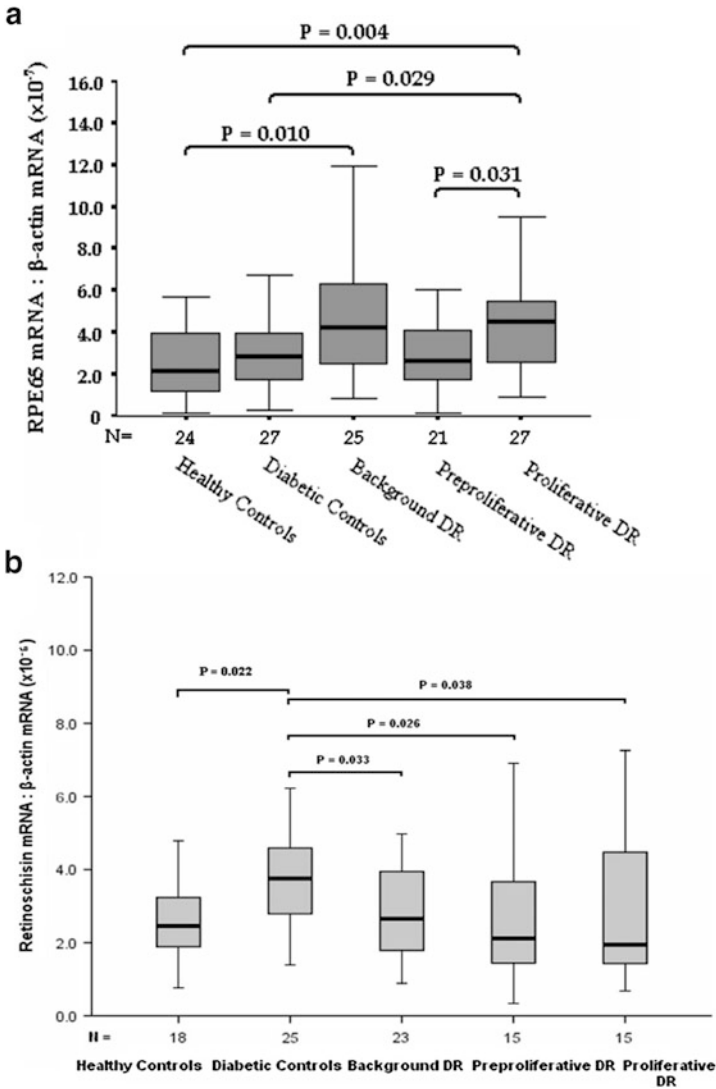 a
P = 0.004
P = 0.029
P = 0.010
P = 0.031
RPE65 mRNA : β-actin mRNA (x10⁻⁷)
16.0
14.0
12.0
10.0
8.0
6.0
4.0
2.0
0
N= 24 27 25 21 27
Healthy Controls
Diabetic Controls
Background DR
Preproliferative DR
Proliferative DR
b
P = 0.022
P = 0.038
P = 0.026
P = 0.033
Retinoschisin mRNA : β-actin mRNA (x10⁻⁶)
12.0
10.0
8.0
6.0
4.0
2.0
0.0
N = 18 25 23 15 15
Healthy Controls Diabetic Controls Background DR Preproliferative DR Proliferative
DR